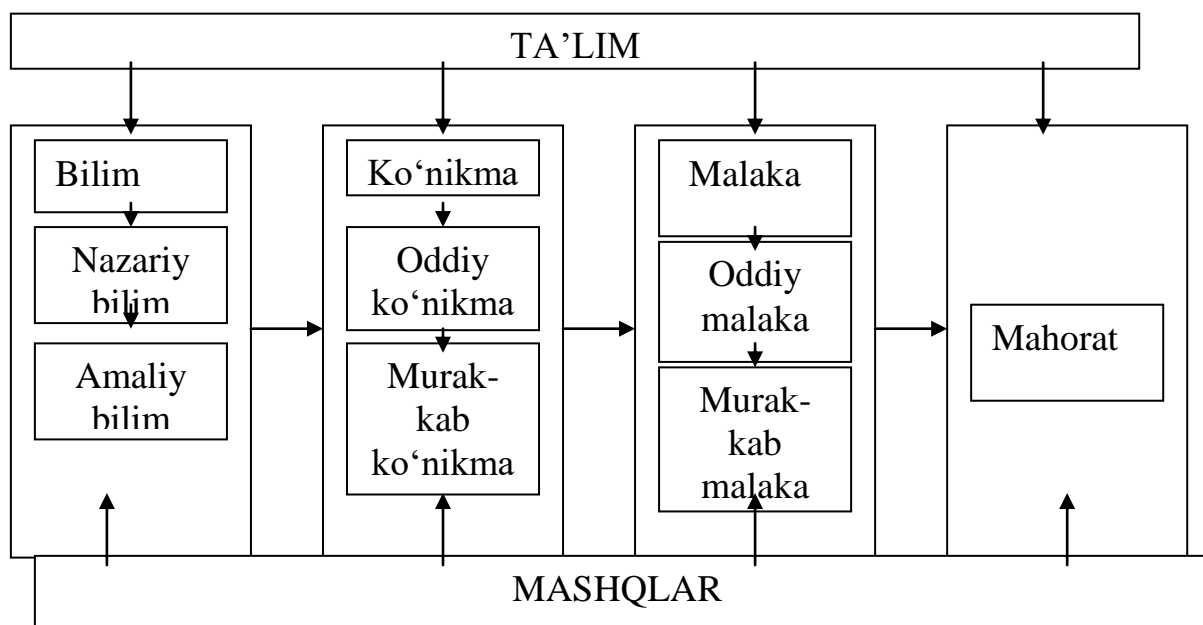 TA’LIM
Bilim
Nazariy
bilim
Amaliy
bilim
Ko‘nikma
Oddiy
ko‘nikma
Murak-
kab
ko‘nikma
Malaka
Oddiy
malaka
Murak-
kab
malaka
Mahorat
MASHQLAR